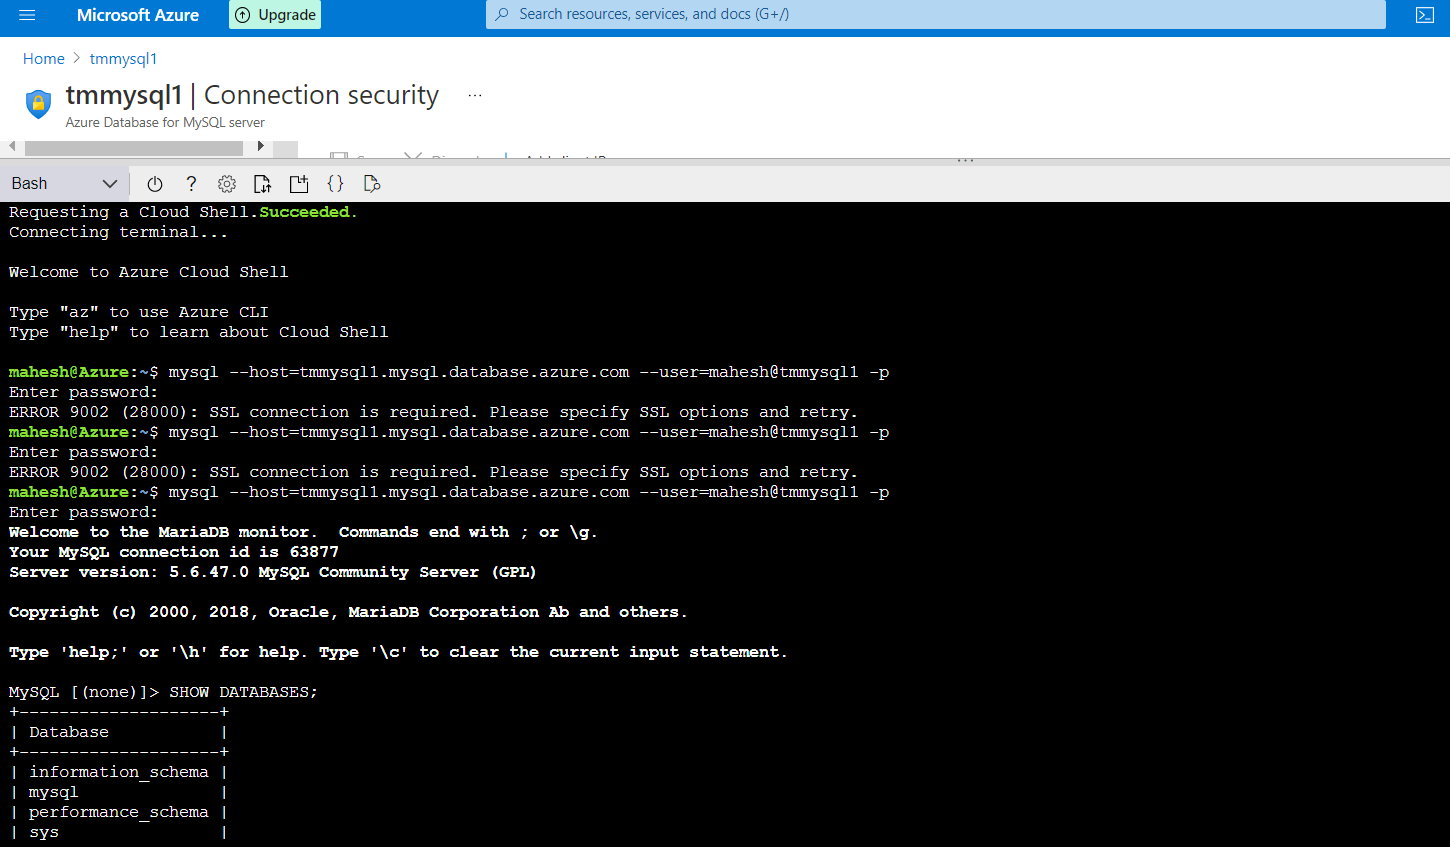 Microsoft Azure
Upgrade
Search resources, services, and docs (G+/)
Home > tmmysql1
tmmysql1 | Connection security ...
Azure Database for MySQL server
Bash
? {}
Requesting a Cloud Shell.Succeeded.
Connecting terminal...
Welcome to Azure Cloud Shell
Type "az" to use Azure CLI
Type "help" to learn about Cloud Shell
mahesh@Azure:~$ mysql --host=tmmysql1.mysql.database.azure.com --user=mahesh@tmmysql1 -p
Enter password:
ERROR 9002 (28000): SSL connection is required. Please specify SSL options and retry.
mahesh@Azure:~$ mysql --host=tmmysql1.mysql.database.azure.com --user=mahesh@tmmysql1 -p
Enter password:
ERROR 9002 (28000): SSL connection is required. Please specify SSL options and retry.
mahesh@Azure:~$ mysql --host=tmmysql1.mysql.database.azure.com --user=mahesh@tmmysql1 -p
Enter password:
Welcome to the MariaDB monitor.  Commands end with ; or \g.
Your MySQL connection id is 63877
Server version: 5.6.47.0 MySQL Community Server (GPL)
Copyright (c) 2000, 2018, Oracle, MariaDB Corporation Ab and others.
Type 'help;' or '\h' for help. Type '\c' to clear the current input statement.
MySQL [(none)]> SHOW DATABASES;
+--------------------+
| Database           |
+--------------------+
| information_schema |
| mysql              |
| performance_schema |
| sys                |